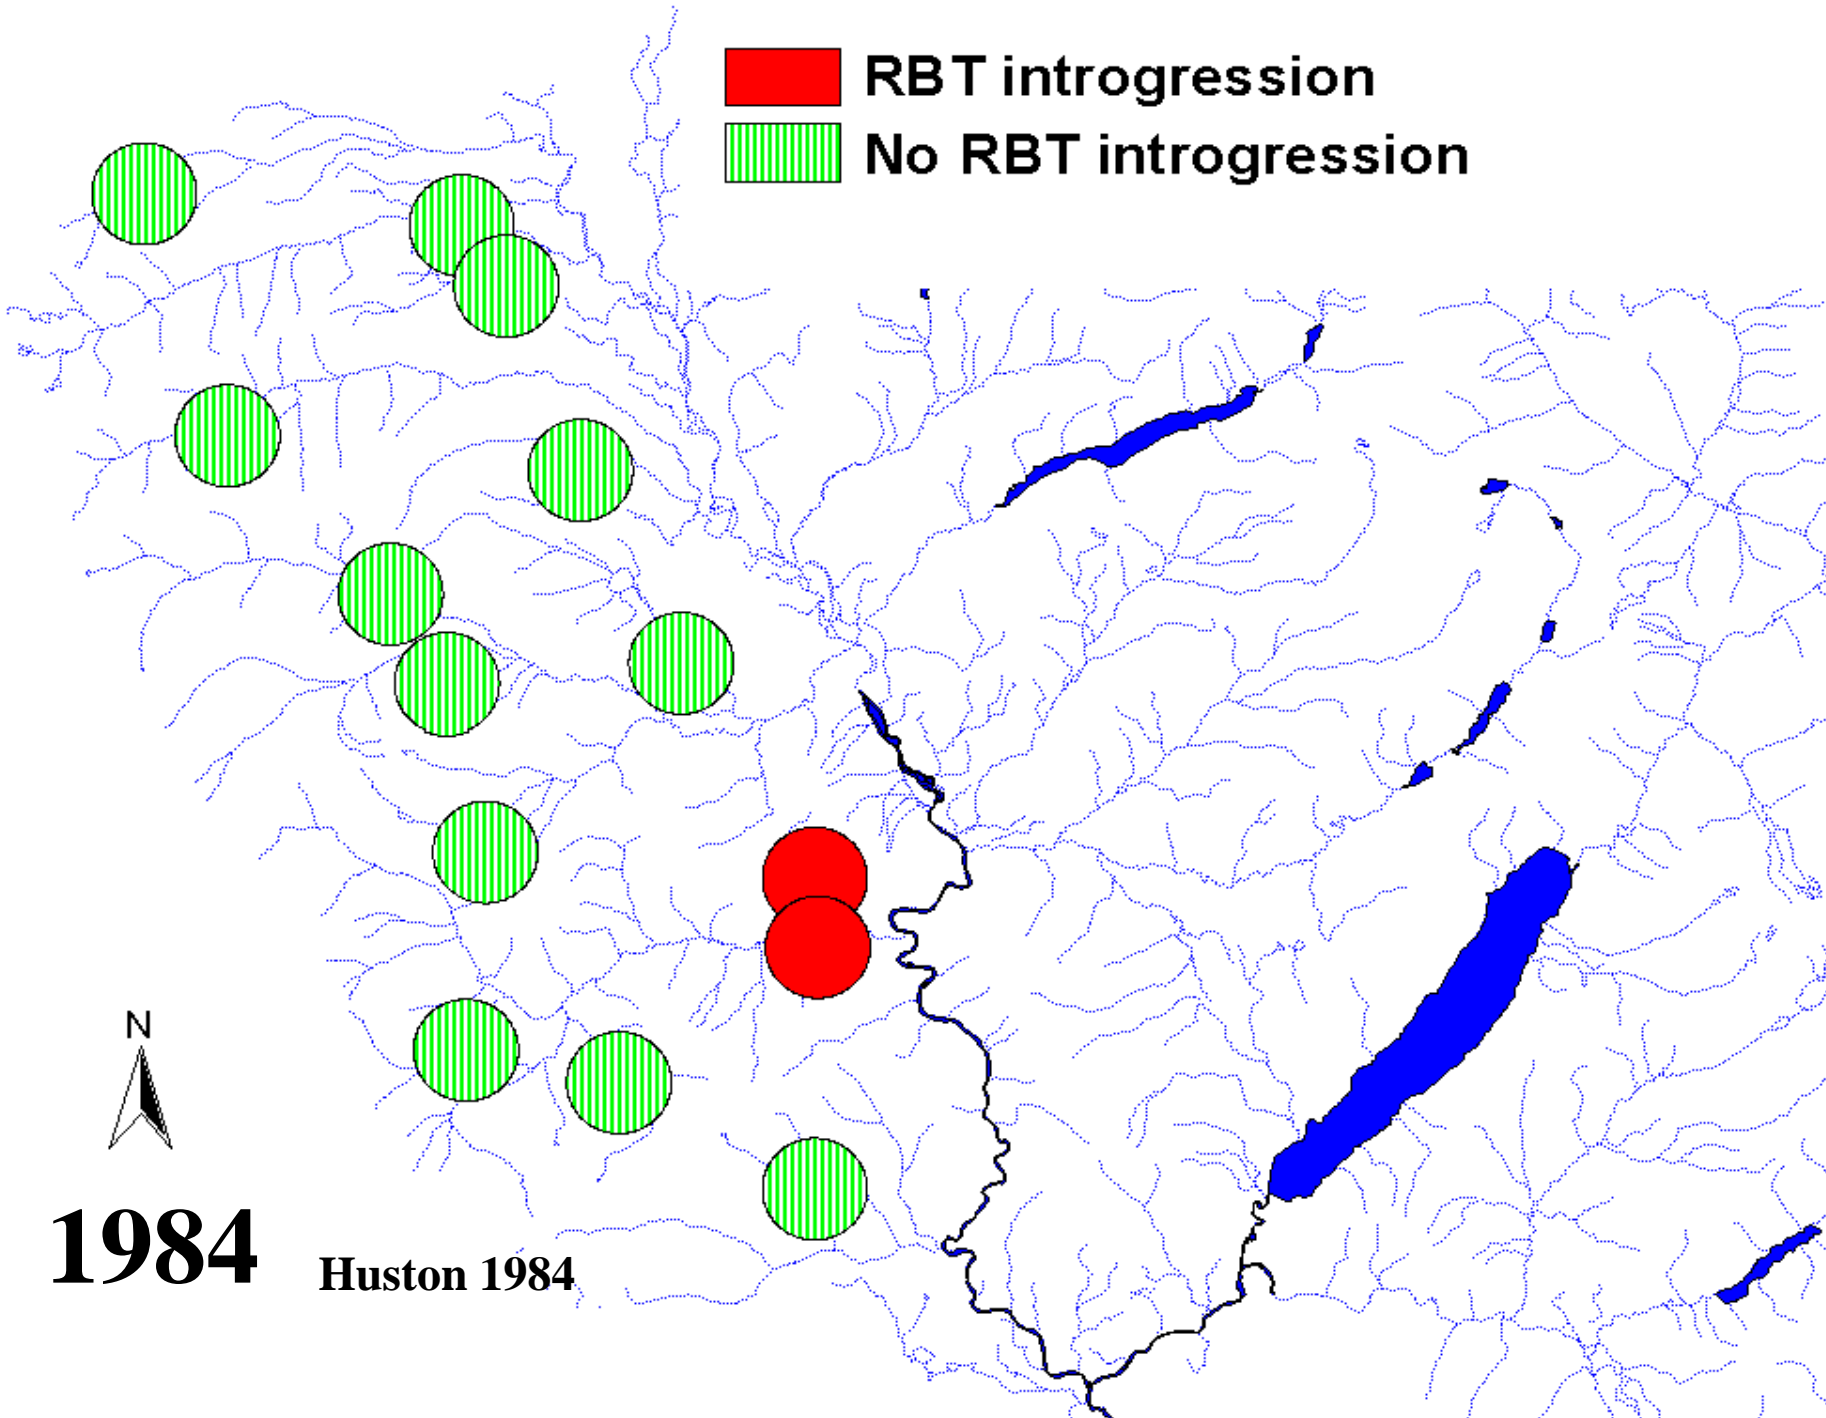 RBT introgression
No RBT introgression
N
1984
Huston 1984